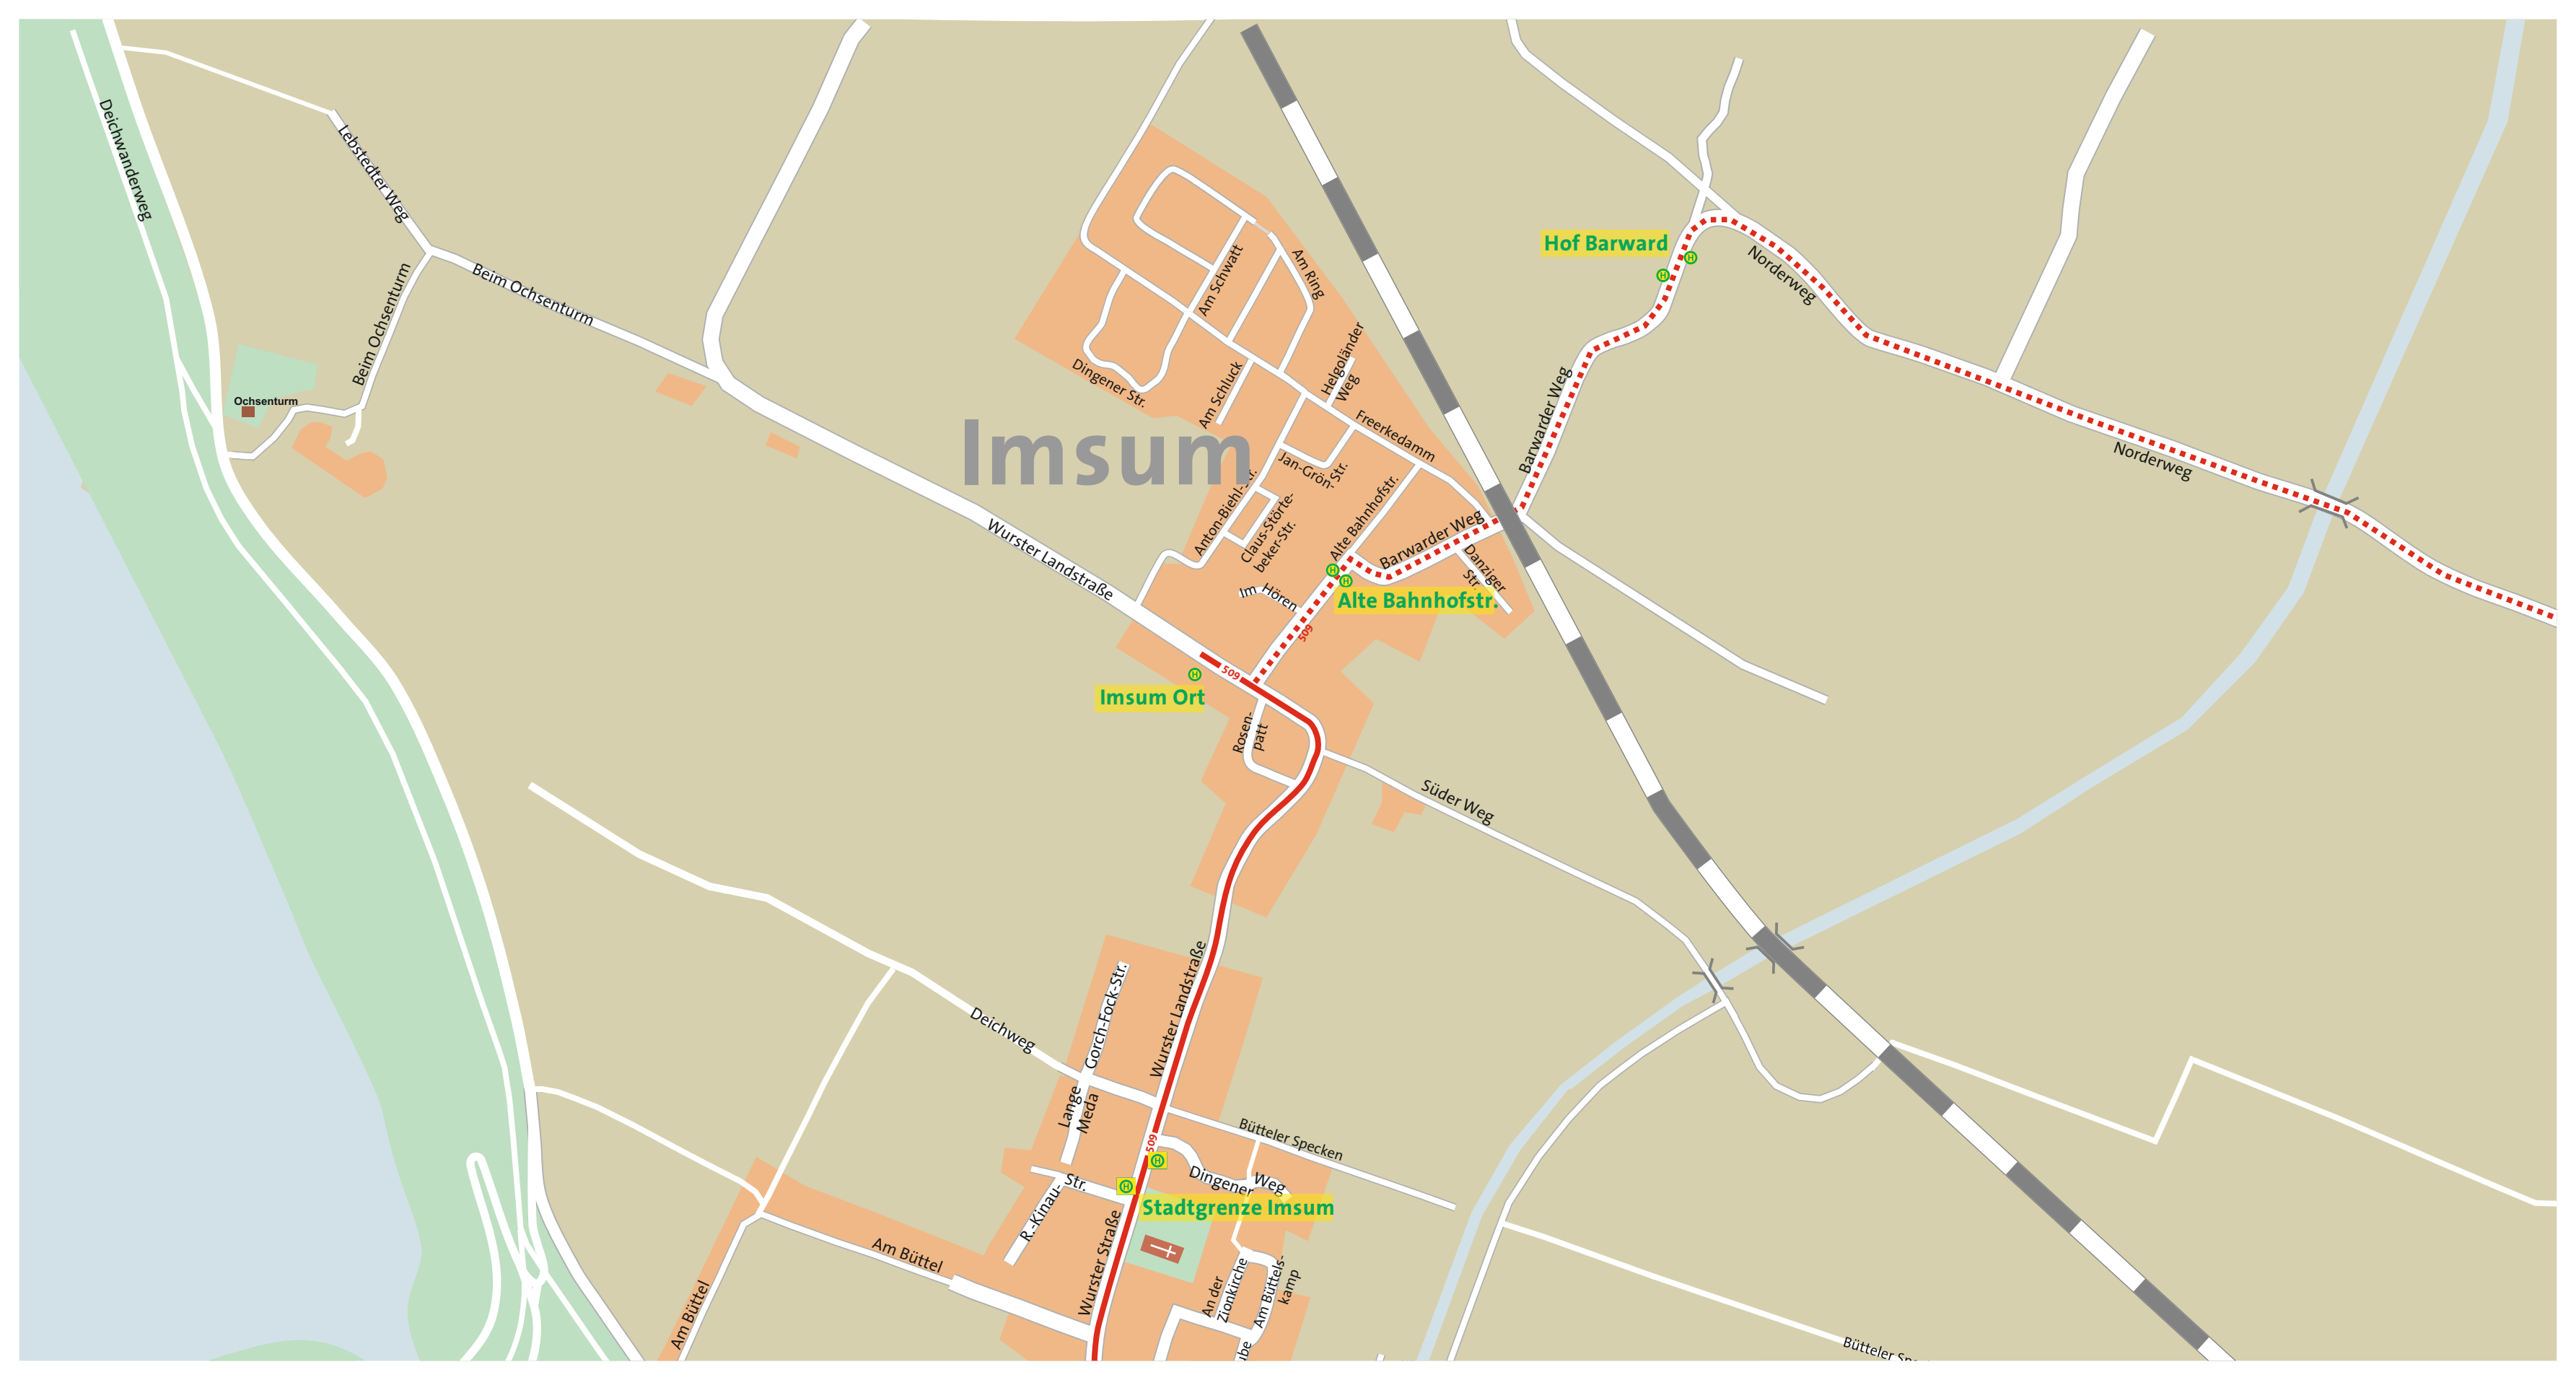 Deichwanderweg
Lebstedter Weg
Beim Ochsenturm
Beim Ochsenturm
Ochsenturm
Am Schwatt
Am Ring
Dingener Str.
Am Schluck
Helgoländer
Weg
Freerkedamm
Hof Barward
H
H
Norderweg
Norderweg
Barwarder Weg
Imsum
Jan-Grön-
Str.
Anton-Biehl-Str.
Claus-Störte-
beker-Str.
Alte Bahnhofstr.
Barwarder Weg
Danziger
Str.
Wurster Landstraße
Im Hören
H
H
Alte Bahnhofstr.
509
509
H
Imsum Ort
Rosen-
patt
Süder Weg
Wurster Landstraße
Gorch-Fock-Str.
Deichweg
Lange
Meda
Bütteler Specken
509
H
H
Dingener Weg
R.-Kinau-
Str.
Stadtgrenze Imsum
Wurster Straße
Am Büttel
Am Büttel
An der
Zionkirche
Am Büttels-
kamp
Bütteler